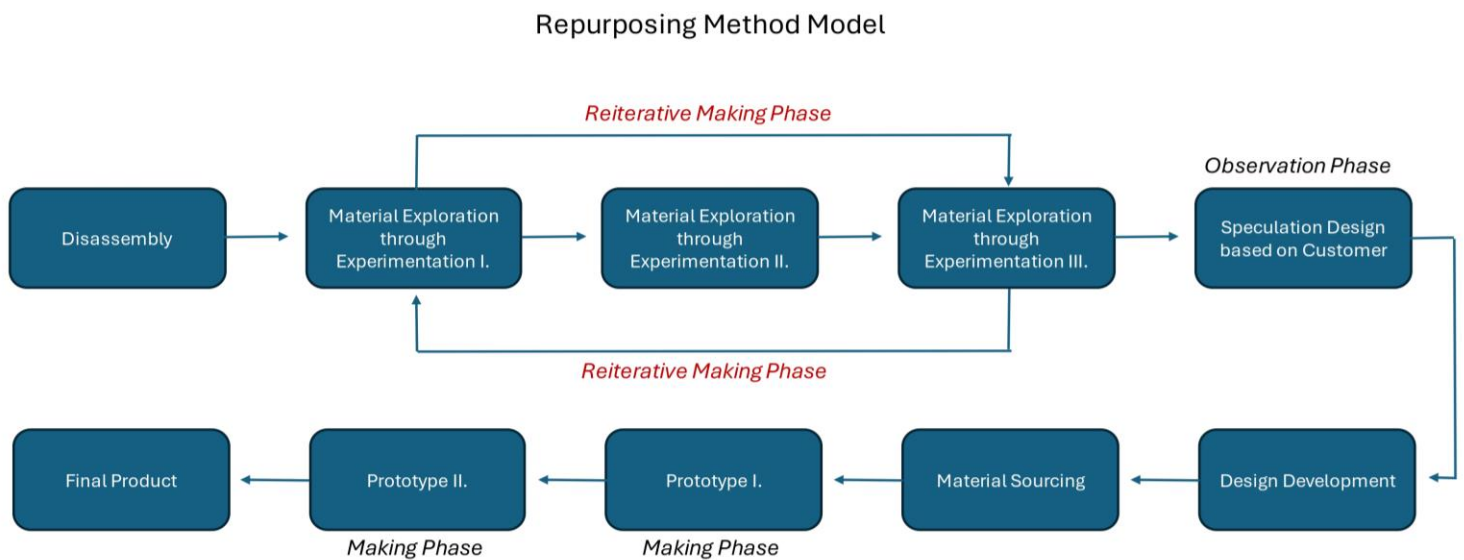 Repurposing Method Model
Reiterative Making Phase
Observation Phase
Disassembly
Material Exploration
through
Experimentation I.
Material Exploration
through
Experimentation II.
Material Exploration
through
Experimentation III.
Speculation Design
based on Customer
Reiterative Making Phase
Final Product
Prototype II.
Prototype I.
Material Sourcing
Design Development
Making Phase
Making Phase